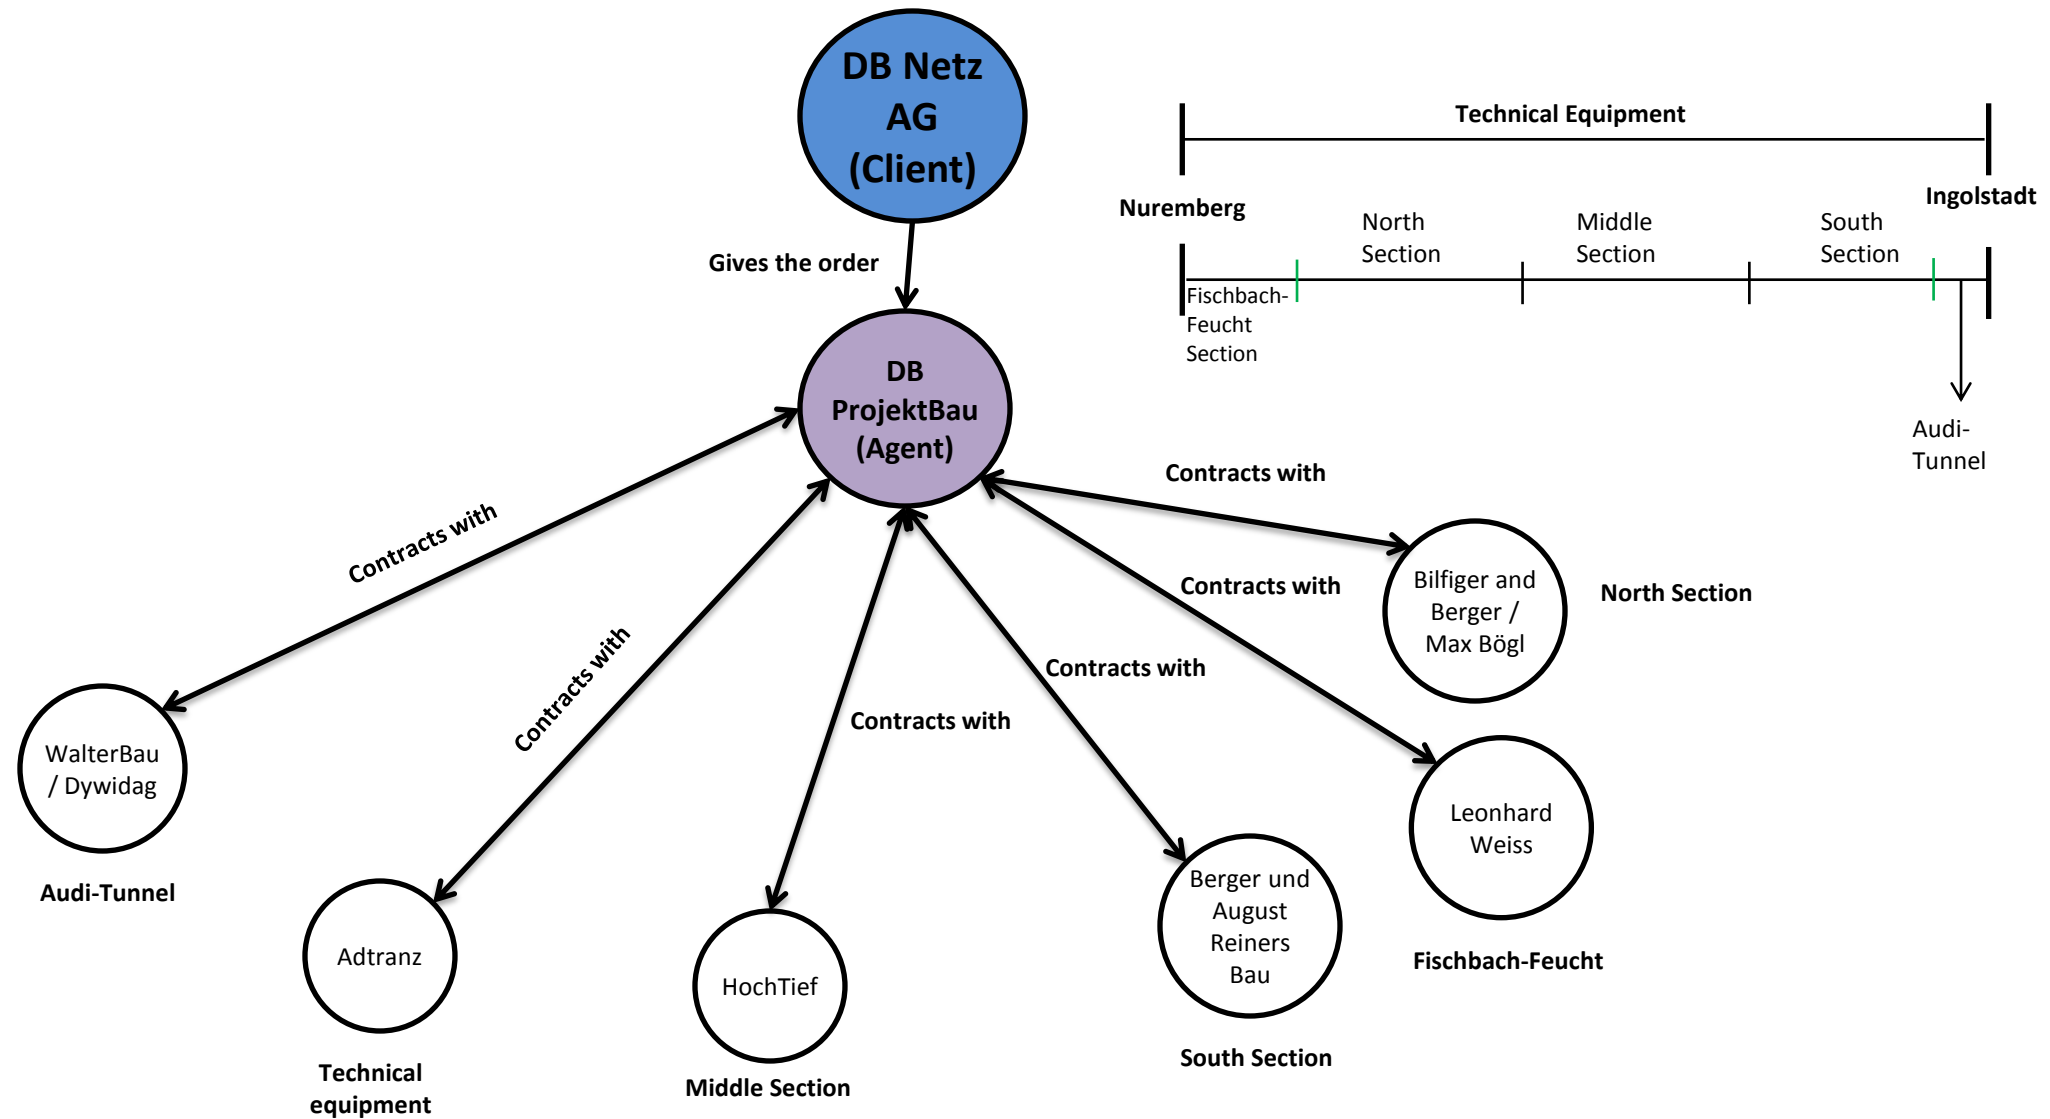 DB Netz
AG
(Client)
Gives the order
DB
ProjektBau
(Agent)
Technical Equipment
Nuremberg
Ingolstadt
North
Section
Middle
Section
South
Section
Fischbach-
Feucht
Section
Audi-
Tunnel
Contracts with
Contracts with
Contracts with
Contracts with
Contracts with
Contracts with
Bilfiger and
Berger /
Max Bögl
North Section
Leonhard
Weiss
Fischbach-Feucht
WalterBau
/ Dywidag
Audi-Tunnel
Adtranz
Technical
equipment
HochTief
Middle Section
Berger und
August
Reiners
Bau
South Section